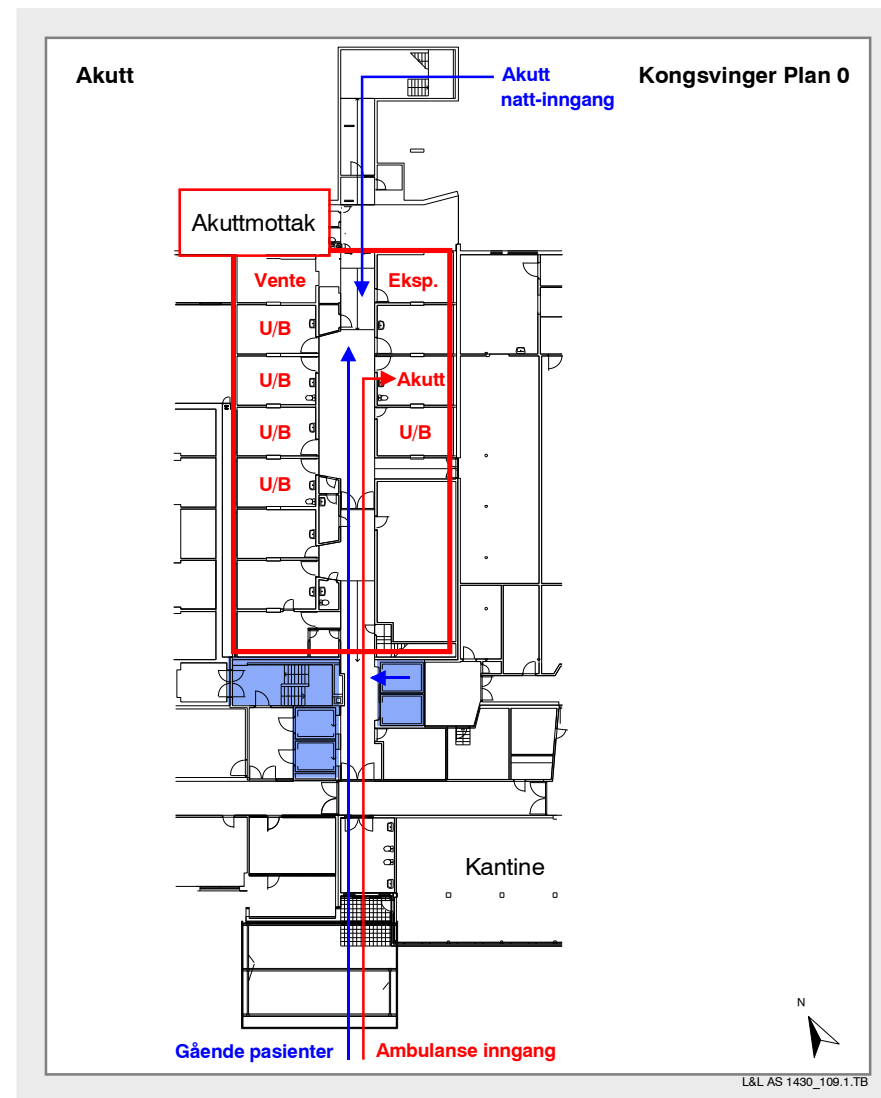 Akutt
Akutt
natt-inngang
Kongsvinger Plan 0
Akuttmottak
Vente
Eksp.
U/B
U/B
Akutt
U/B
U/B
U/B
Kantine
N
Gående pasienter
Ambulanse inngang
L&L AS 1430_109.1.TB